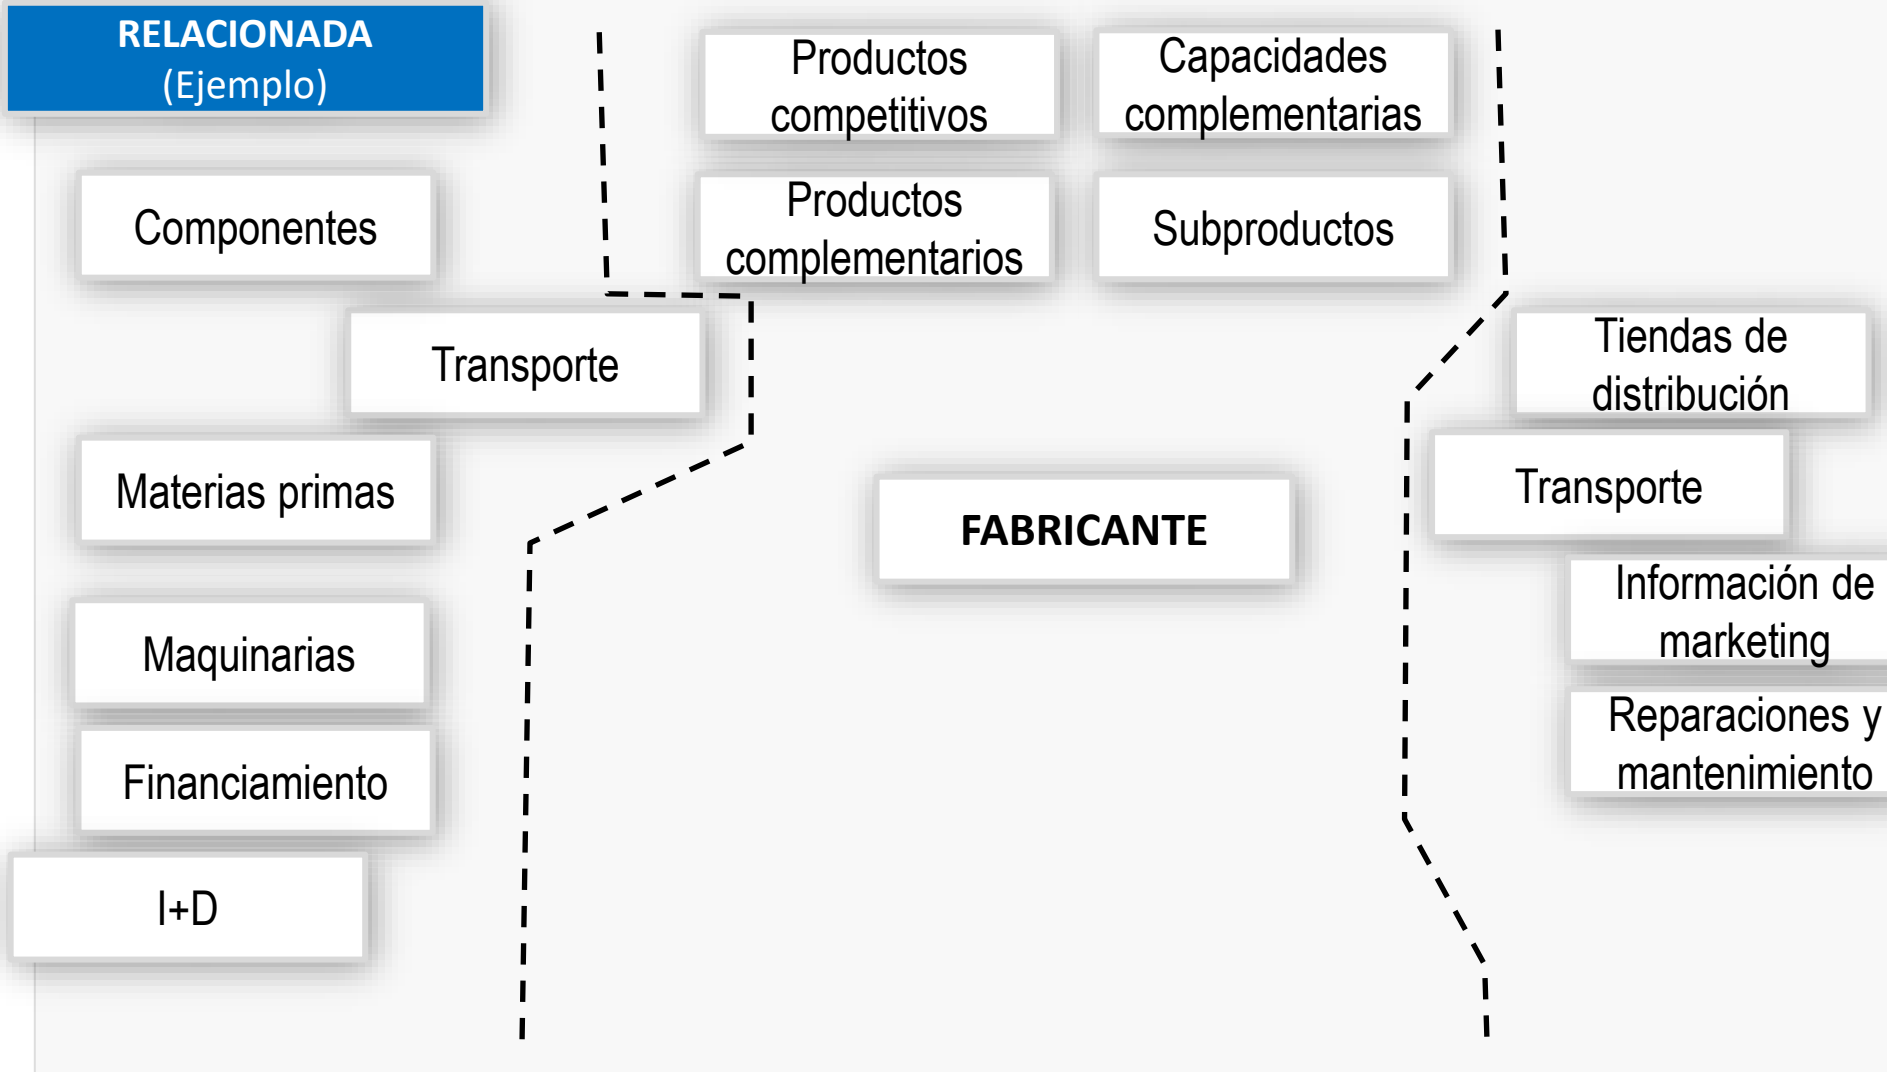 RELACIONADA
(Ejemplo)
Productos
competitivos
Capacidades
complementarias
Productos
complementarios
Subproductos
Componentes
Transporte
Materias primas
Maquinarias
Financiamiento
I+D
FABRICANTE
Tiendas de
distribución
Transporte
Información de
marketing
Reparaciones y
mantenimiento